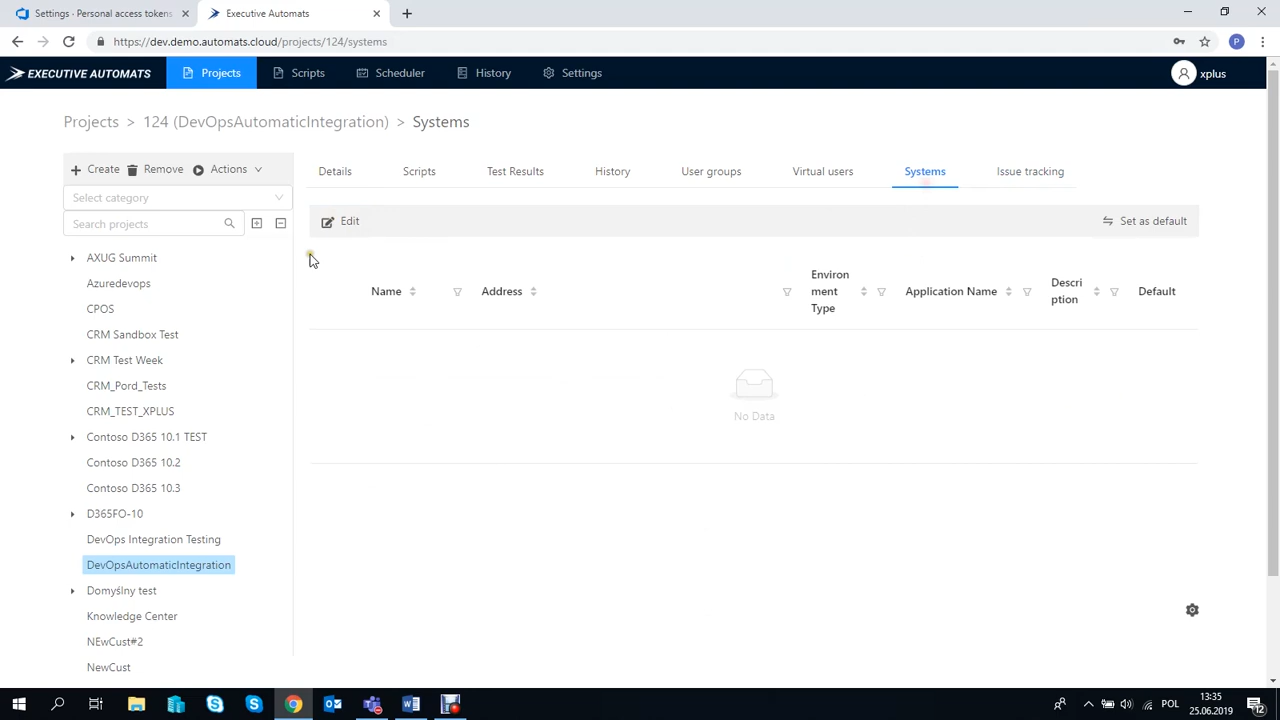 Settings - Personal access tokens
Executive Automats
https://dev.demo.automats.cloud/projects/124/systems
P
EXECUTIVE AUTOMATS
Projects
Scripts
Scheduler
History
Settings
xplus
Projects > 124 (DevOpsAutomaticIntegration) > Systems
Create
Remove
Actions
Select category
Search projects
AXUG Summit
Azuredevops
CPOS
CRM Sandbox Test
CRM Test Week
CRM_Pord_Tests
CRM_TEST_XPLUS
Contoso D365 10.1 TEST
Contoso D365 10.2
Contoso D365 10.3
D365FO-10
DevOps Integration Testing
DevOpsAutomaticIntegration
Domyślny test
Knowledge Center
NEwCust#2
NewCust
Details
Scripts
Test Results
History
User groups
Virtual users
Systems
Issue tracking
Edit
Set as default
Name
Address
Environ
ment
Type
Application Name
Descri
ption
Default
No Data
POL
13:35
25.06.2019
12